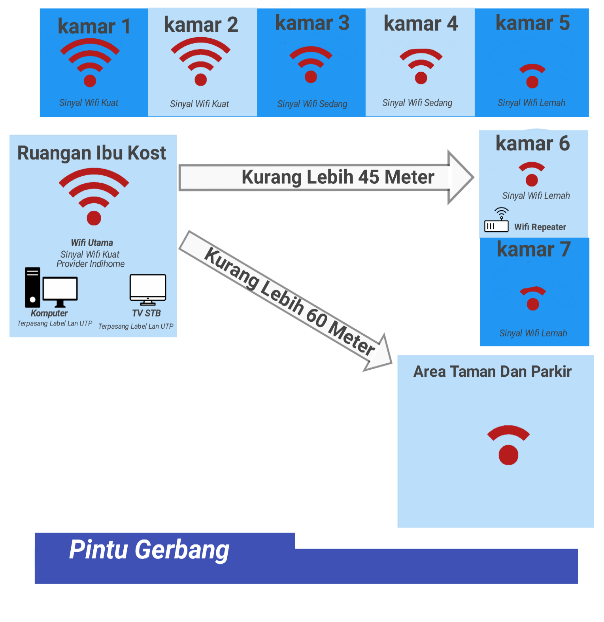 kamar 1
Sinyal Wifi Kuat
kamar 2
Sinyal Wifi Kuat
kamar 3
Sinyal Wifi Sedang
kamar 4
Sinyal Wifi Sedang
kamar 5
Sinyal Wifi Lemah
Ruangan Ibu Kost
Wifi Utama
Sinyal Wifi Kuat
Provider Indihome
Komputer
Terpasang Label Lan UTP
TV STB
Terpasang Label Lan UTP
Kurang Lebih 45 Meter
kamar 6
Sinyal Wifi Lemah
Wifi Repeater
kamar 7
Sinyal Wifi Lemah
Kurang Lebih 60 Meter
Area Taman Dan Parkir
Pintu Gerbang